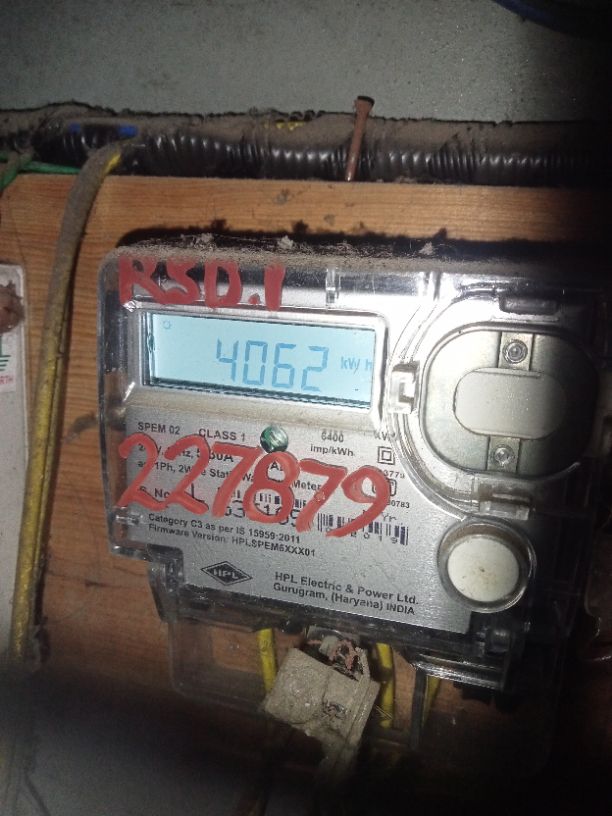 RSD.1
4062 kWh
SPEM 02 CLASS 1 6400
imp/kWh
227879
Category C3 as per IS 15959:2011
Firmware Version: HPLSPEM5XXX01
HPL
HPL Electric & Power Ltd.
Gurugram, (Haryana) INDIA